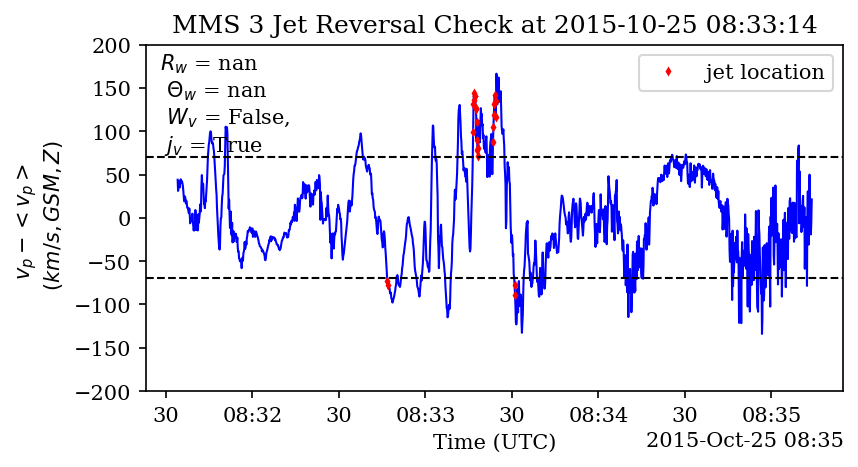 MMS 3 Jet Reversal Check at 2015-10-25 08:33:14
R_w = nan
Θ_w = nan
W_v = False,
j_v = True
jet location
200
150
100
50
0
−50
−100
−150
−200
v_p − < v_p >
(km/s, GSM, Z)
30 08:32 30 08:33 30 08:34 30 08:35
Time (UTC)
2015-Oct-25 08:35